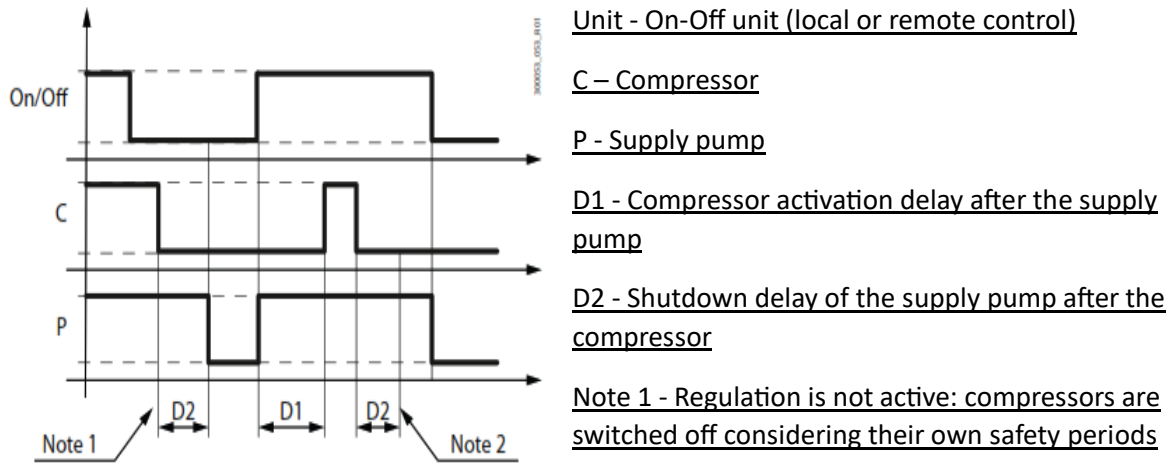 On/Off
C
P
D2
D1
D2
Note 1
Note 2
300053_053_R01
Unit - On-Off unit (local or remote control)
C – Compressor
P - Supply pump
D1 - Compressor activation delay after the supply
pump
D2 - Shutdown delay of the supply pump after the
compressor
Note 1 - Regulation is not active: compressors are
switched off considering their own safety periods